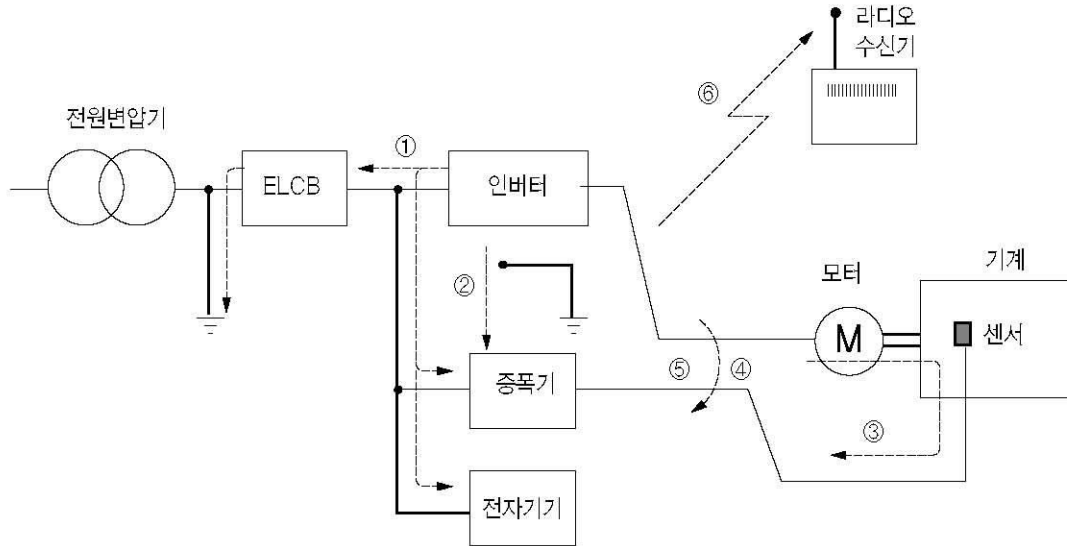 라디오
수신기
⑥
전원변압기
①
ELCB
인버터
②
모터
기계
M
센서
⑤
④
증폭기
③
전자기기